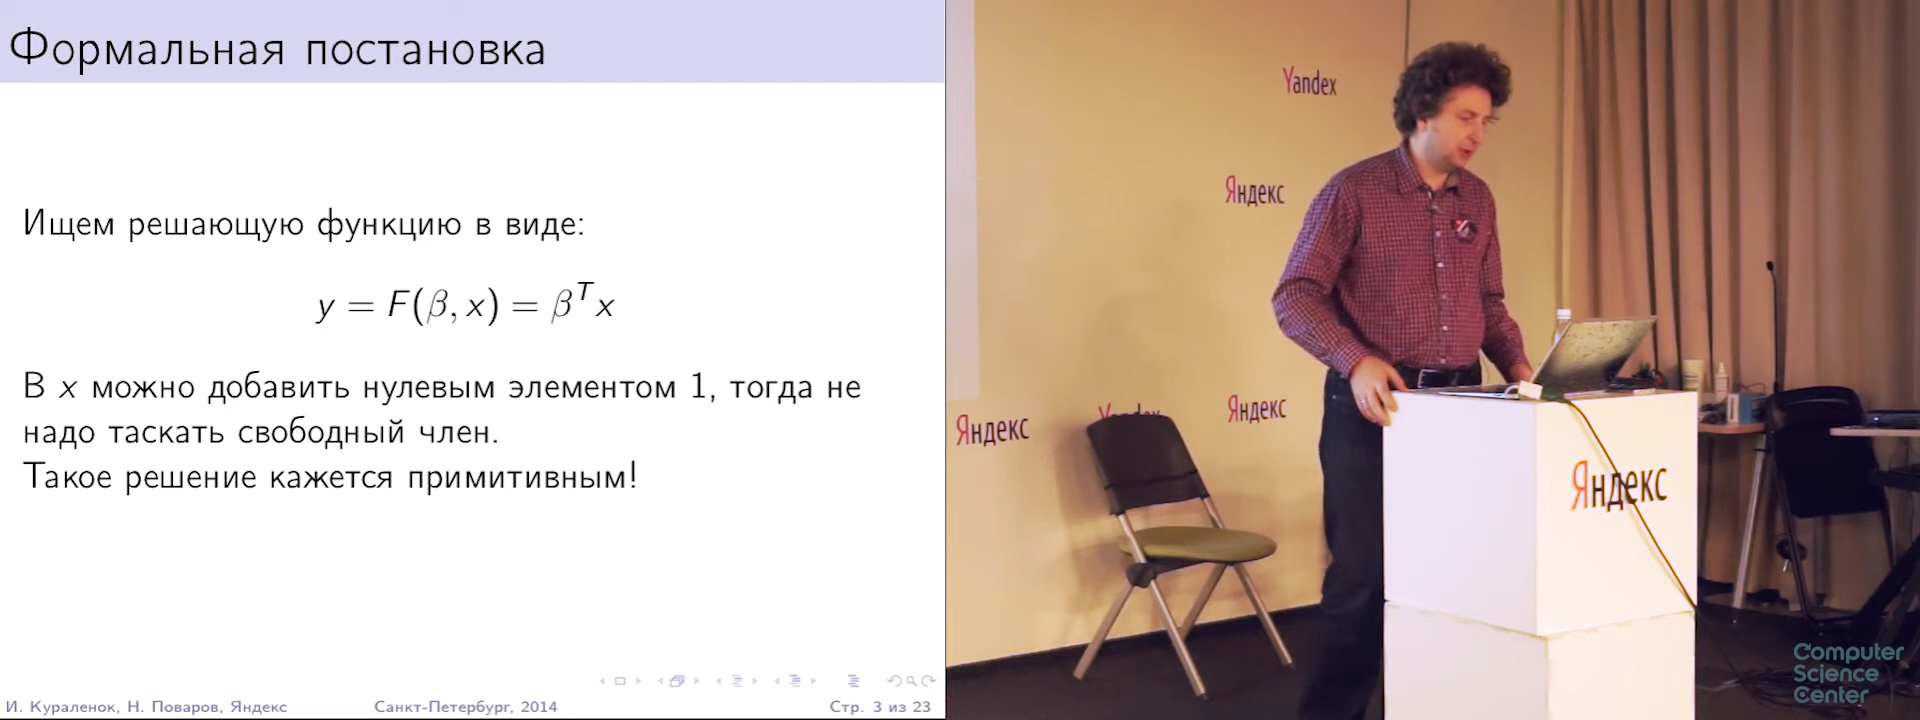 Формальная постановка
Ищем решающую функцию в виде:
y = F(β, x) = β^T x
В x можно добавить нулевым элементом 1, тогда не
надо таскать свободный член.
Такое решение кажется примитивным!
И. Кураленок, Н. Поваров, Яндекс
Санкт-Петербург, 2014
Стр. 3 из 23
Yandex
Яндекс
Яндекс
Яндекс
Yandex
Яндекс
Computer
Science
Center